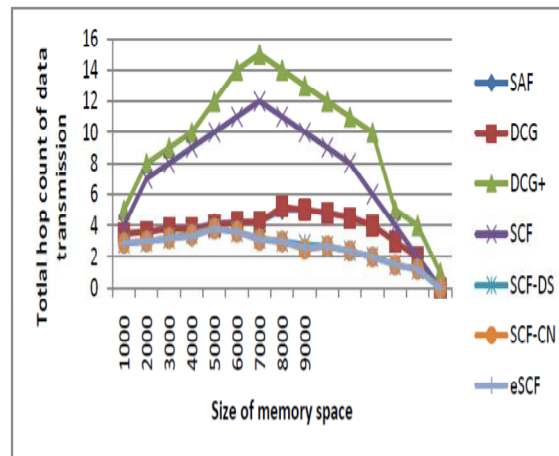 Totlal hop count of data
transmission
16
14
12
10
8
6
4
2
0
1000
2000
3000
4000
5000
6000
7000
8000
9000
Size of memory space
SAF
DCG
DCG+
SCF
SCF-DS
SCF-CN
eSCF